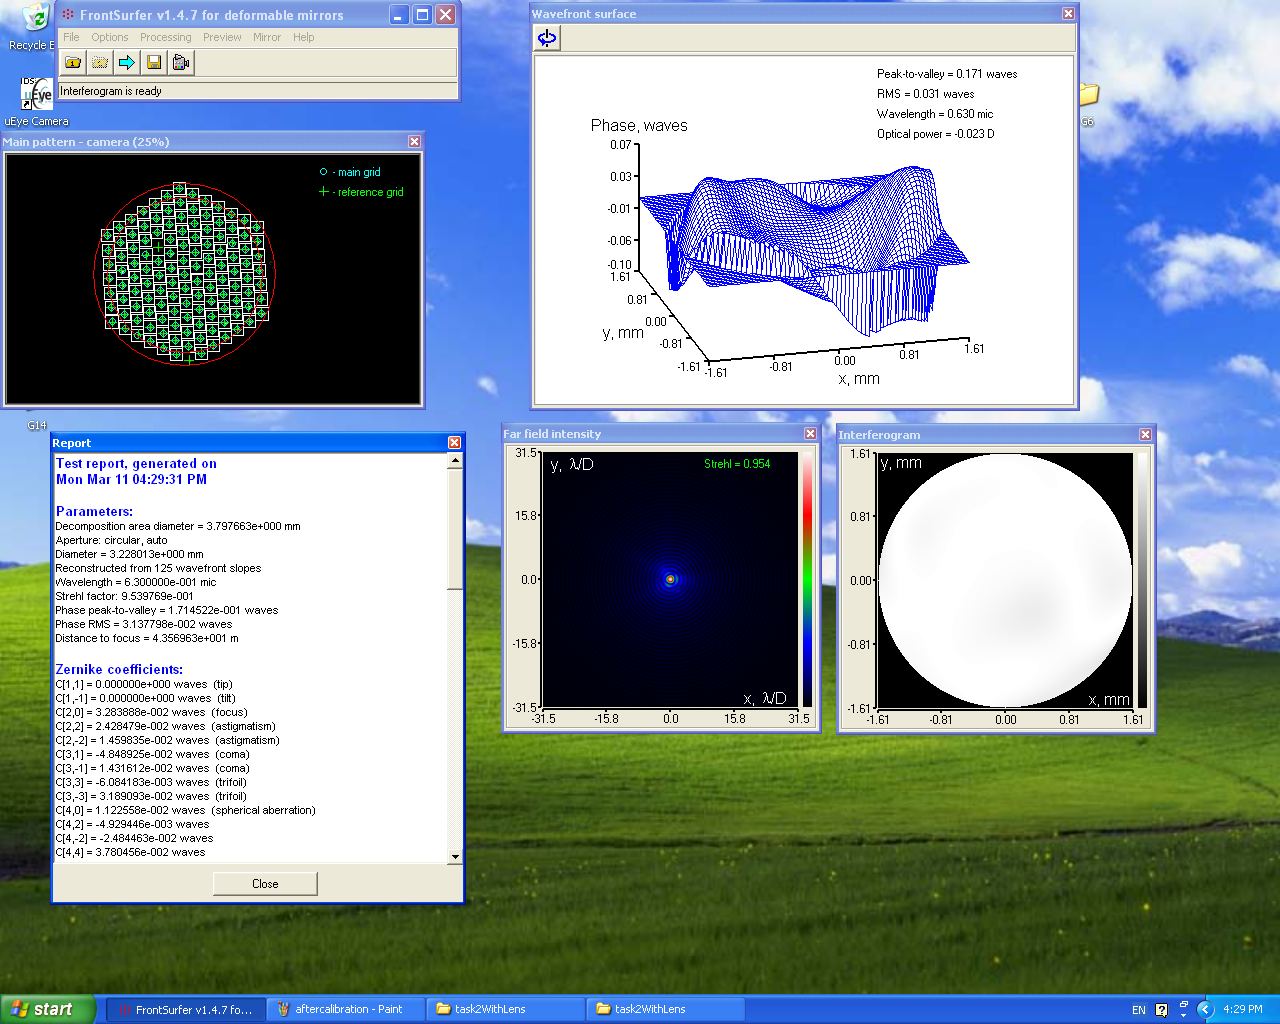 Recycle B
FrontSurfer v1.4.7 for deformable mirrors
File Options Processing Preview Mirror Help
Interferogram is ready
IDS
uEye
uEye Camera
Main pattern - camera (25%)
- main grid
- reference grid
G14
G6
Wavefront surface
Peak-to-valley = 0.171 waves
RMS = 0.031 waves
Wavelength = 0.630 mic
Optical power = -0.023 D
Phase, waves
0.07
0.03
-0.01
-0.06
-0.10
1.61
0.81
0.00
-0.81
-1.61
y, mm
-1.61
-0.81
0.00
0.81
1.61
x, mm
Report
Test report, generated on
Mon Mar 11 04:29:31 PM
Parameters:
Decomposition area diameter = 3.797663e+000 mm
Aperture: circular, auto
Diameter = 3.228013e+000 mm
Reconstructed from 125 wavefront slopes
Wavelength = 6.300000e-001 mic
Strehl factor: 9.539769e-001
Phase peak-to-valley = 1.714522e-001 waves
Phase RMS = 3.137798e-002 waves
Distance to focus = 4.356963e+001 m
Zernike coefficients:
C[1,1] = 0.000000e+000 waves (tip)
C[1,-1] = 0.000000e+000 waves (tilt)
C[2,0] = 3.283888e-002 waves (focus)
C[2,2] = 2.428479e-002 waves (astigmatism)
C[2,-2] = 1.459835e-002 waves (astigmatism)
C[3,1] = -4.848925e-002 waves (coma)
C[3,-1] = 1.431612e-002 waves (coma)
C[3,3] = -6.084183e-003 waves (trifoil)
C[3,-3] = 3.189093e-002 waves (trifoil)
C[4,0] = 1.122558e-002 waves (spherical aberration)
C[4,2] = -4.929446e-003 waves
C[4,-2] = -2.484463e-002 waves
C[4,4] = 3.780456e-002 waves
Close
Far field intensity
y, λ/D
Strehl = 0.954
31.5
15.8
0.0
-15.8
-31.5
x, λ/D
-31.5 -15.8 0.0 15.8 31.5
Interferogram
y, mm
1.61
0.81
0.00
-0.81
-1.61
x, mm
-1.61 -0.81 0.00 0.81 1.61
start
FrontSurfer v1.4.7 fo...
aftercalibration - Paint
task2WithLens
task2WithLens
EN
4:29 PM